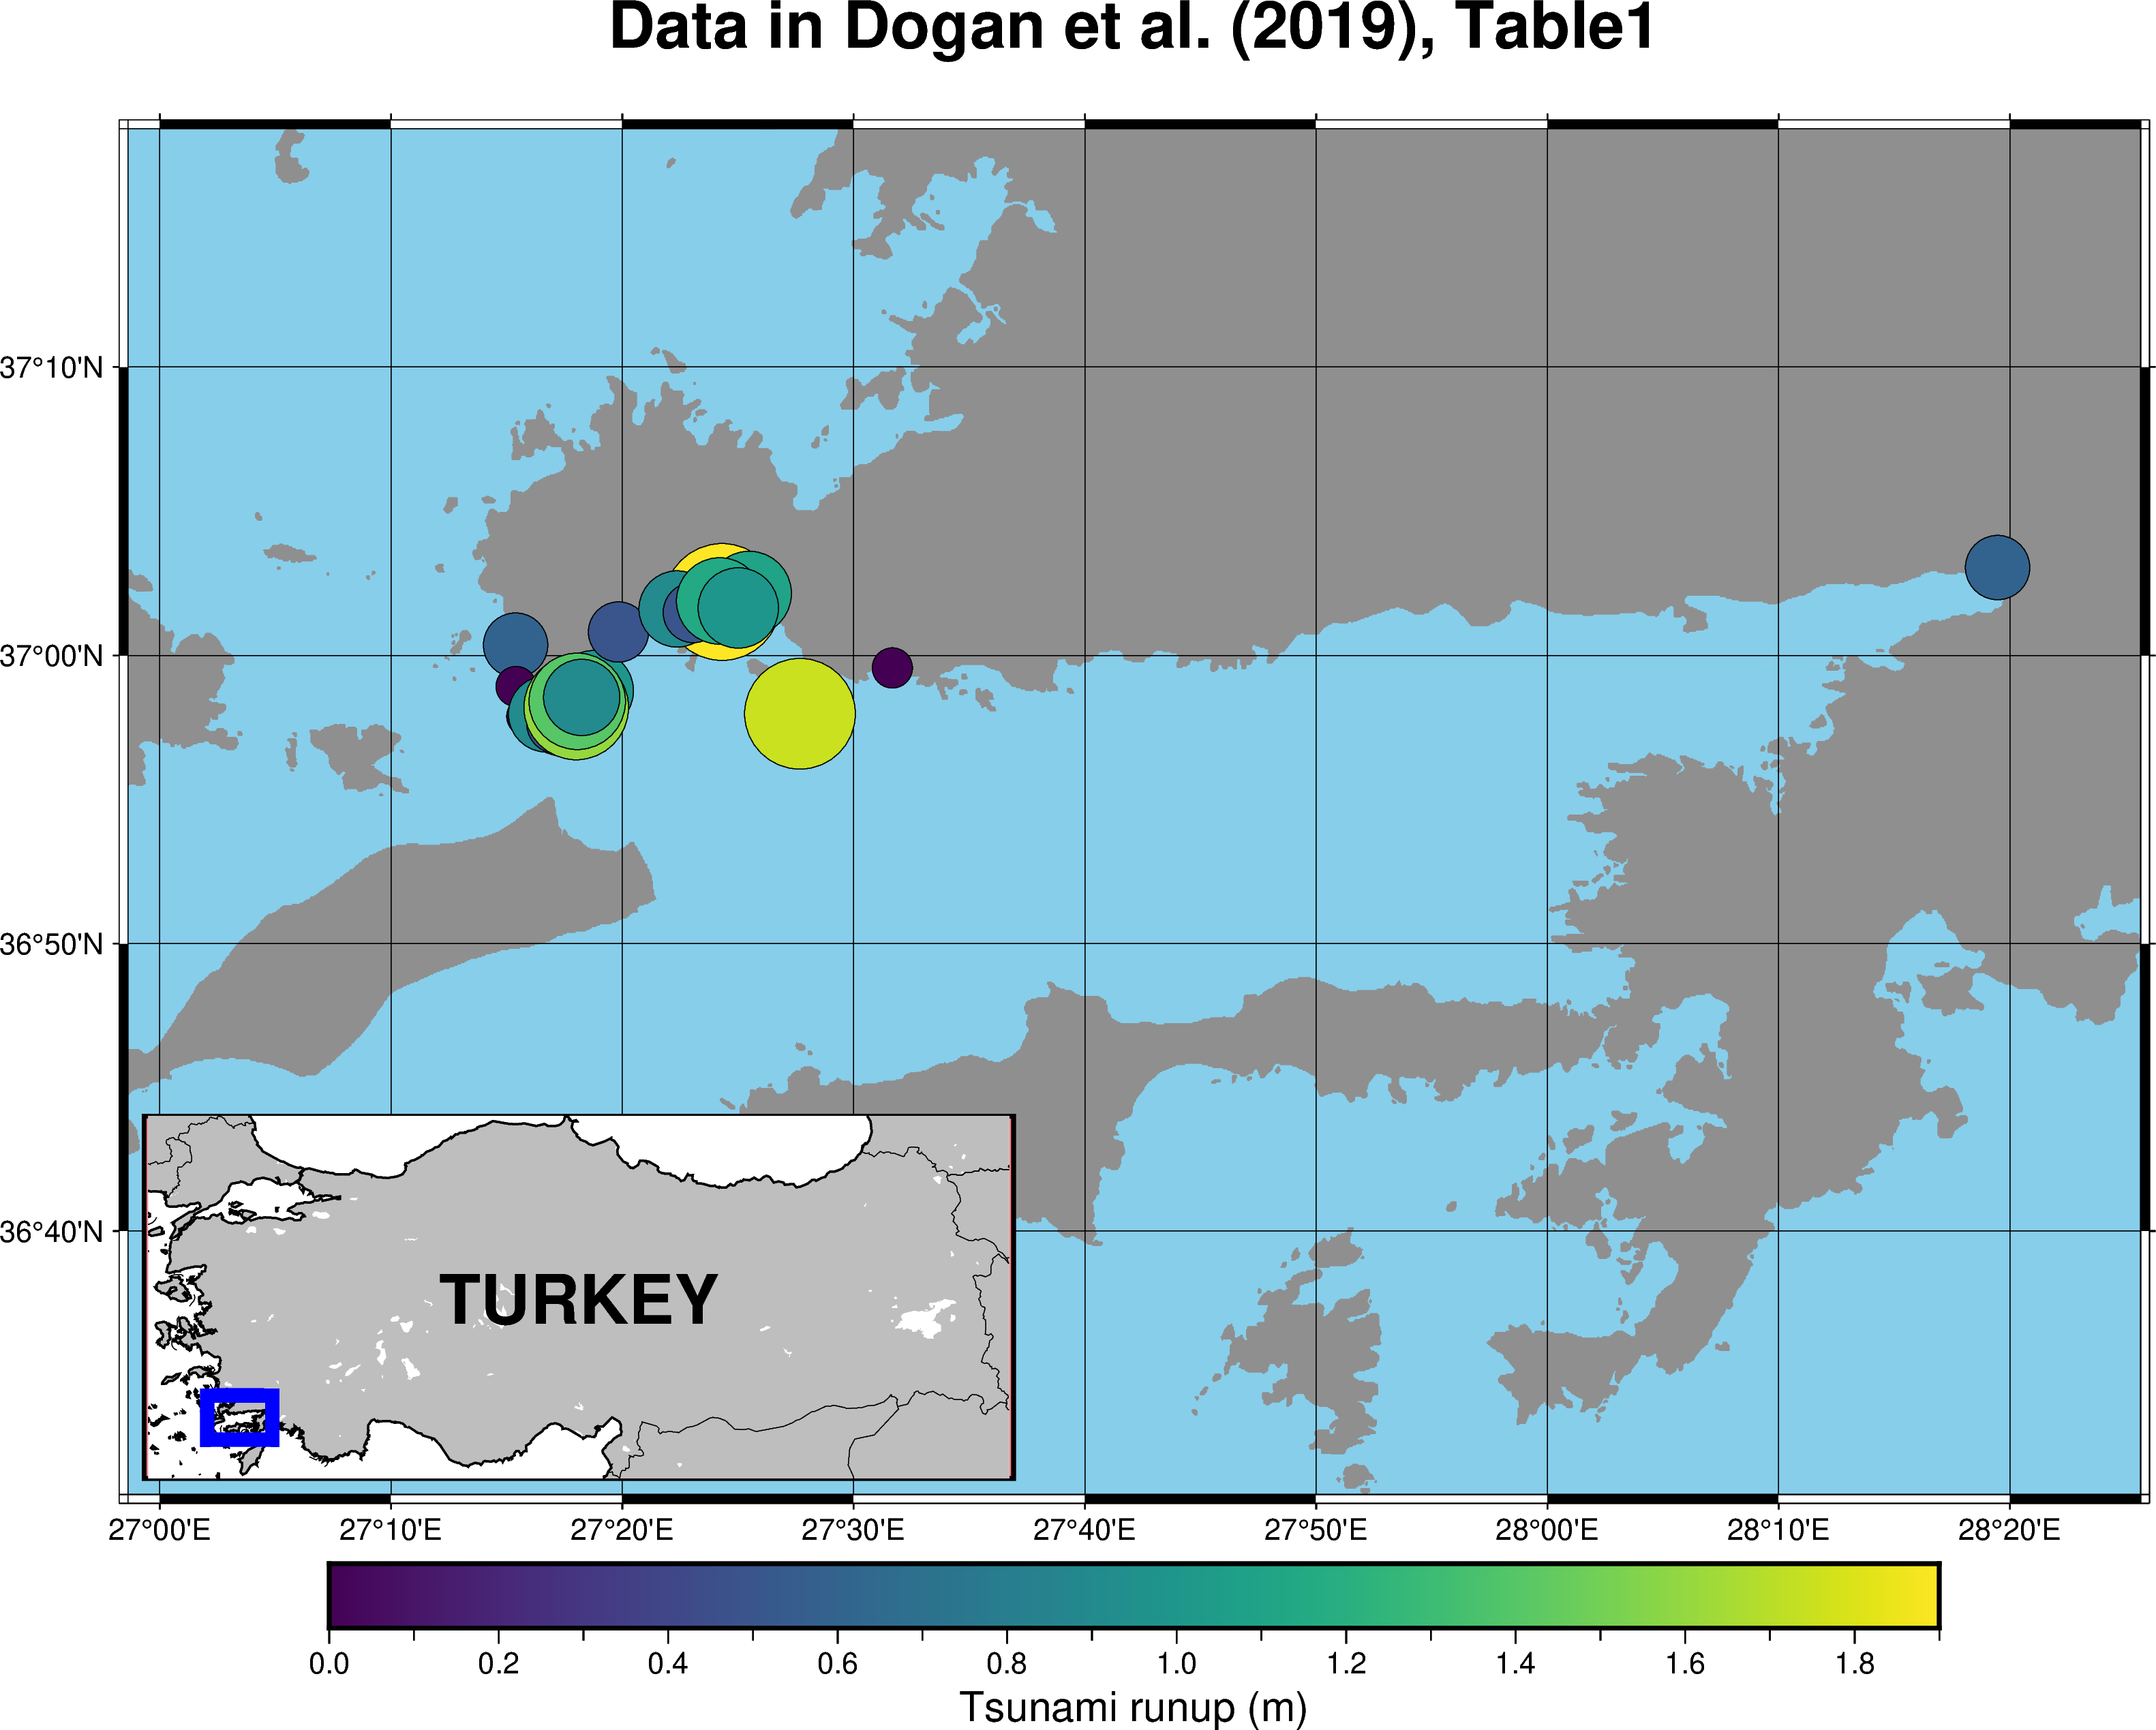 Data in Dogan et al. (2019), Table1
37°10'N
37°00'N
36°50'N
36°40'N
TURKEY
27°00'E 27°10'E 27°20'E 27°30'E 27°40'E 27°50'E 28°00'E 28°10'E 28°20'E
0.0 0.2 0.4 0.6 0.8 1.0 1.2 1.4 1.6 1.8
Tsunami runup (m)